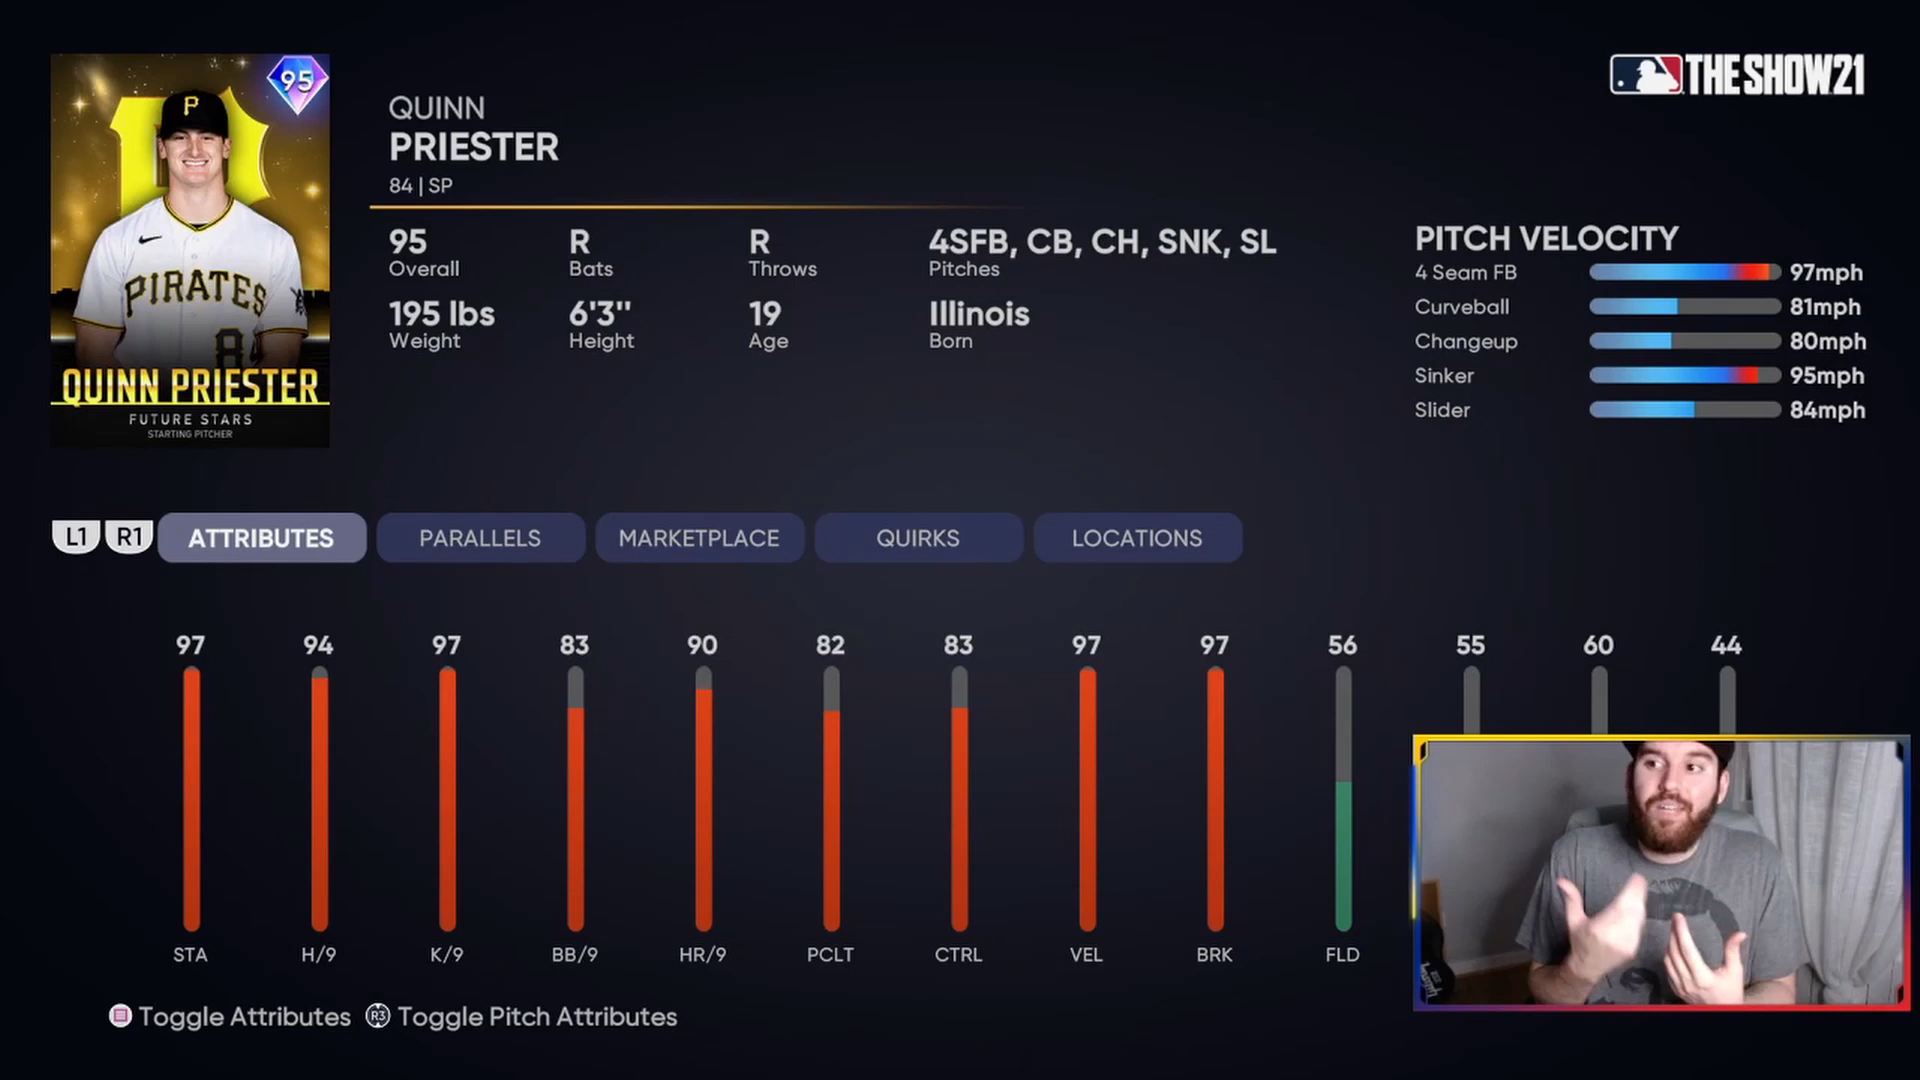 95
P
PIRATES
QUINN PRIESTER
FUTURE STARS
STARTING PITCHER
QUINN
PRIESTER
84 | SP
95
Overall
R
Bats
R
Throws
4SFB, CB, CH, SNK, SL
Pitches
195 lbs
Weight
6'3"
Height
19
Age
Illinois
Born
THE SHOW 21
PITCH VELOCITY
4 Seam FB 97mph
Curveball 81mph
Changeup 80mph
Sinker 95mph
Slider 84mph
L1 R1 ATTRIBUTES PARALLELS MARKETPLACE QUIRKS LOCATIONS
97 94 97 83 90 82 83 97 97 56 55 60 44
STA H/9 K/9 BB/9 HR/9 PCLT CTRL VEL BRK FLD
Toggle Attributes R3 Toggle Pitch Attributes